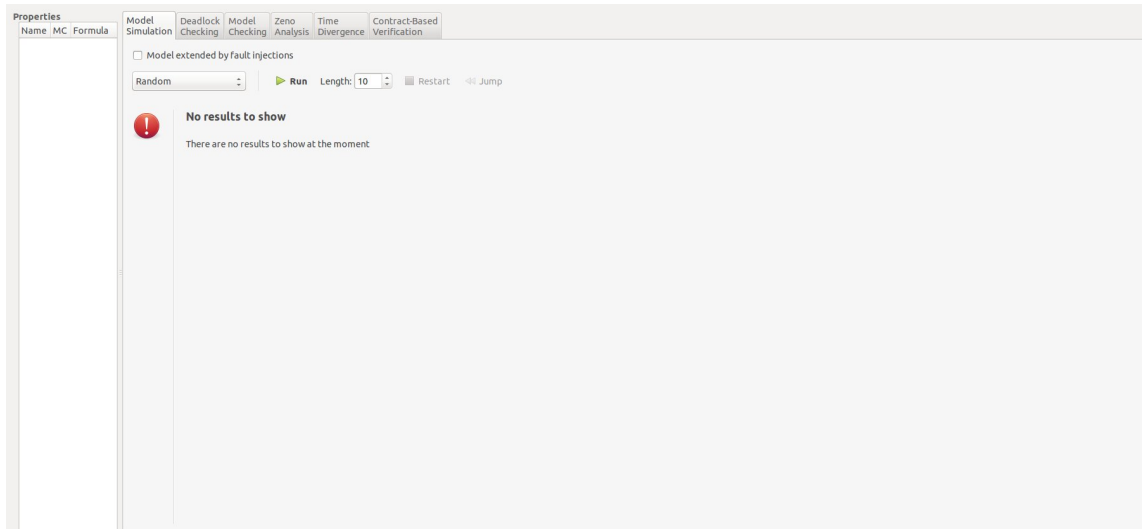 Properties
Name MC Formula
Model Simulation
Deadlock Checking
Model Checking
Zeno Analysis
Time Divergence
Contract-Based Verification
Model extended by fault injections
Random Run Length: 10 Restart Jump
No results to show
There are no results to show at the moment